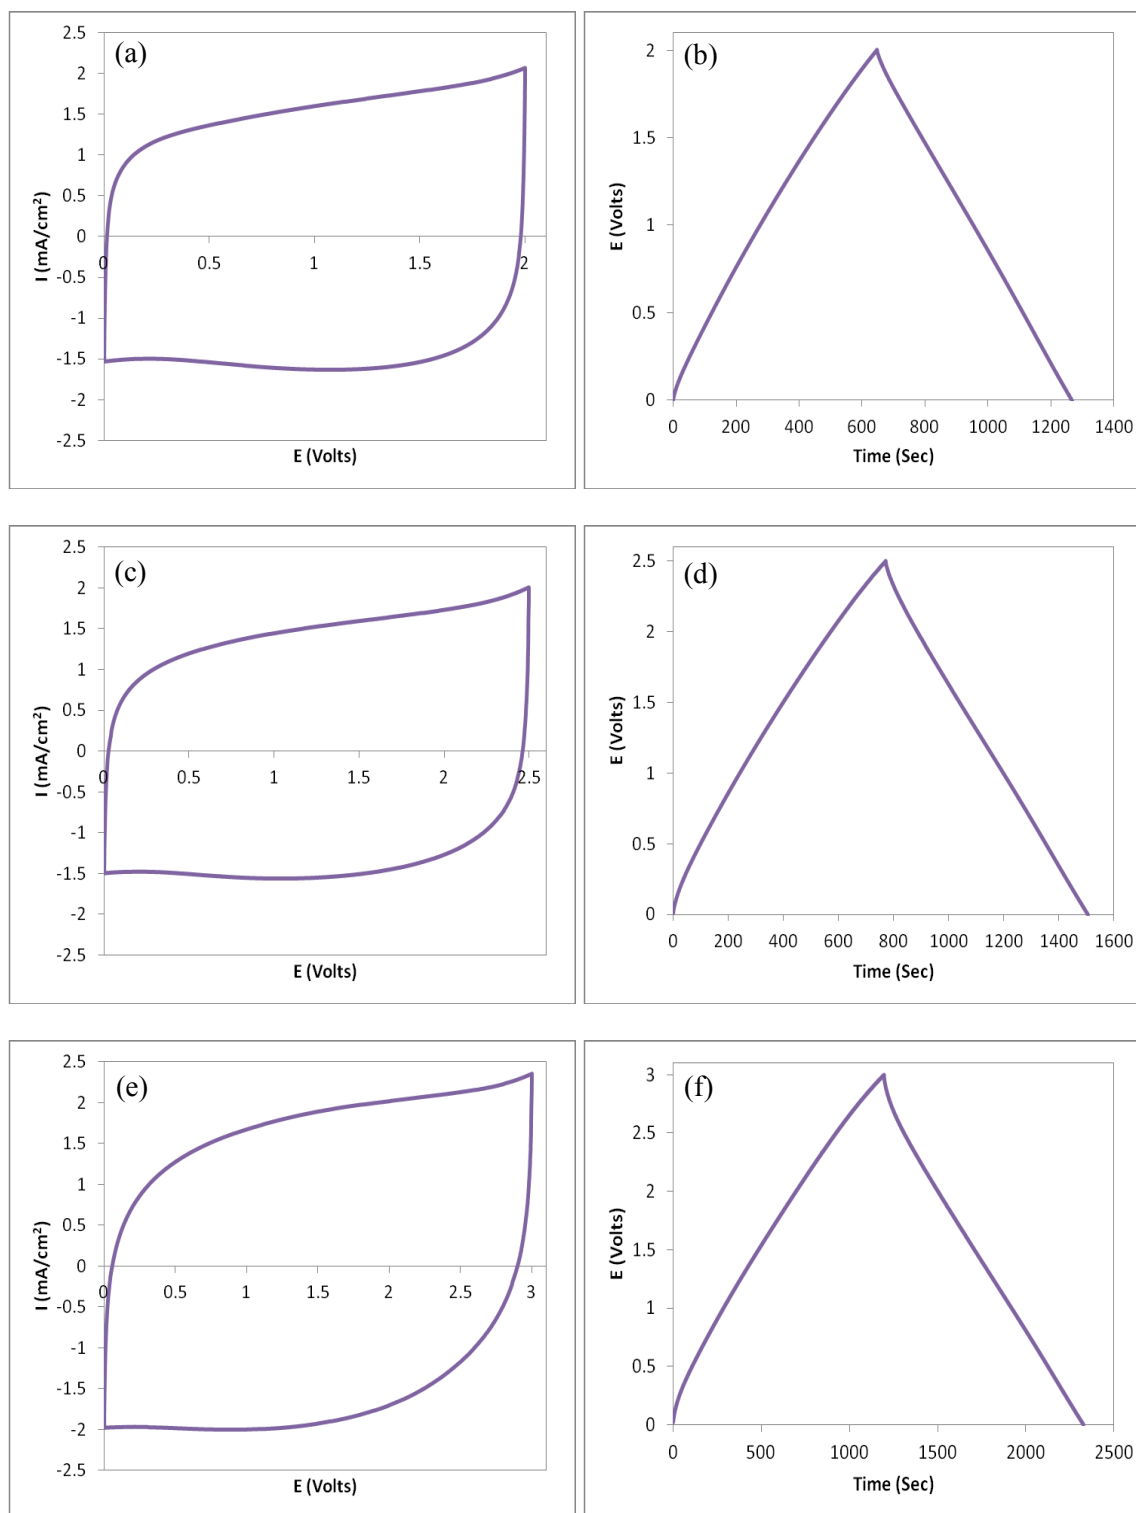 (a)
2.5
2
1.5
1
0.5
0
-0.5
-1
-1.5
-2
-2.5
0 0.5 1 1.5 2
I (mA/cm²)
E (Volts)
(b)
2
1.5
1
0.5
0
0 200 400 600 800 1000 1200 1400
E (Volts)
Time (Sec)
(c)
2.5
2
1.5
1
0.5
0
-0.5
-1
-1.5
-2
-2.5
0 0.5 1 1.5 2 2.5
I (mA/cm²)
E (Volts)
(d)
2.5
2
1.5
1
0.5
0
0 200 400 600 800 1000 1200 1400 1600
E (Volts)
Time (Sec)
(e)
2.5
2
1.5
1
0.5
0
-0.5
-1
-1.5
-2
-2.5
0 0.5 1 1.5 2 2.5 3
I (mA/cm²)
E (Volts)
(f)
3
2.5
2
1.5
1
0.5
0
0 500 1000 1500 2000 2500
E (Volts)
Time (Sec)